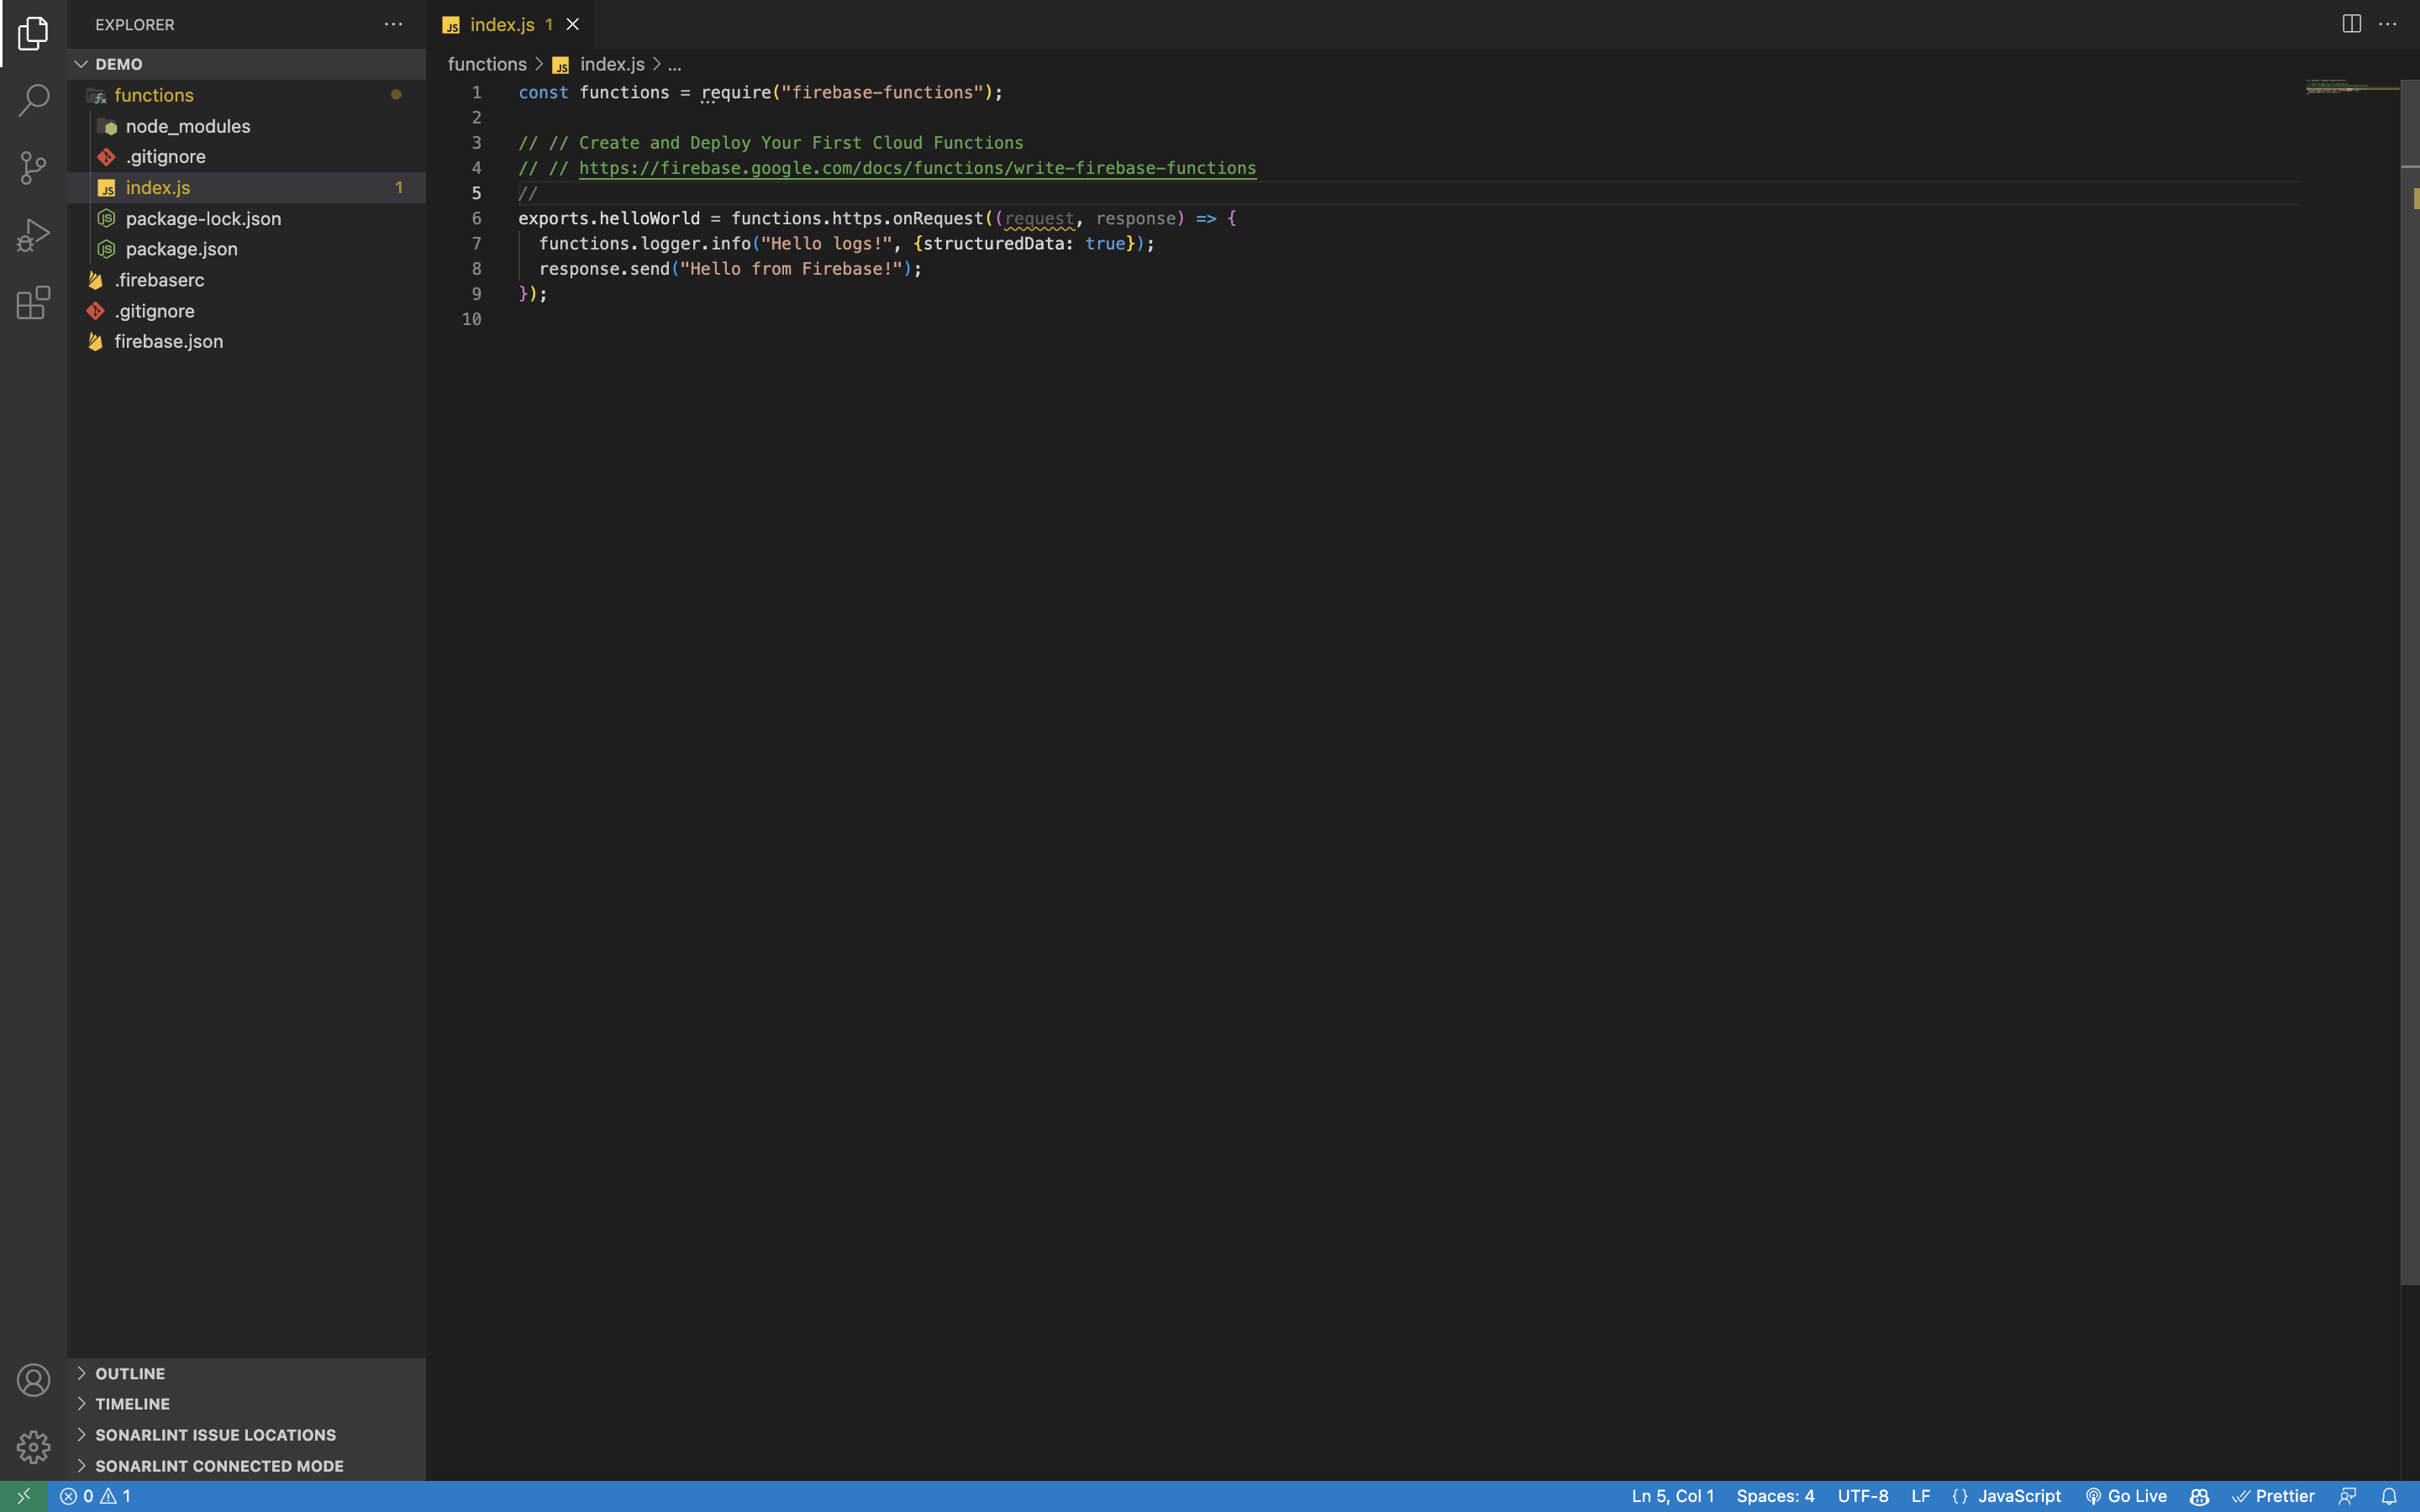 EXPLORER
DEMO
functions
node_modules
.gitignore
index.js 1
package-lock.json
package.json
.firebaserc
.gitignore
firebase.json
OUTLINE
TIMELINE
SONARLINT ISSUE LOCATIONS
SONARLINT CONNECTED MODE
index.js 1
functions > index.js > ...
1 const functions = require("firebase-functions");
2
3 // // Create and Deploy Your First Cloud Functions
4 // // https://firebase.google.com/docs/functions/write-firebase-functions
5 //
6 exports.helloWorld = functions.https.onRequest((request, response) => {
7 functions.logger.info("Hello logs!", {structuredData: true});
8 response.send("Hello from Firebase!");
9 });
10
0 1 Ln 5, Col 1 Spaces: 4 UTF-8 LF {} JavaScript Go Live Prettier